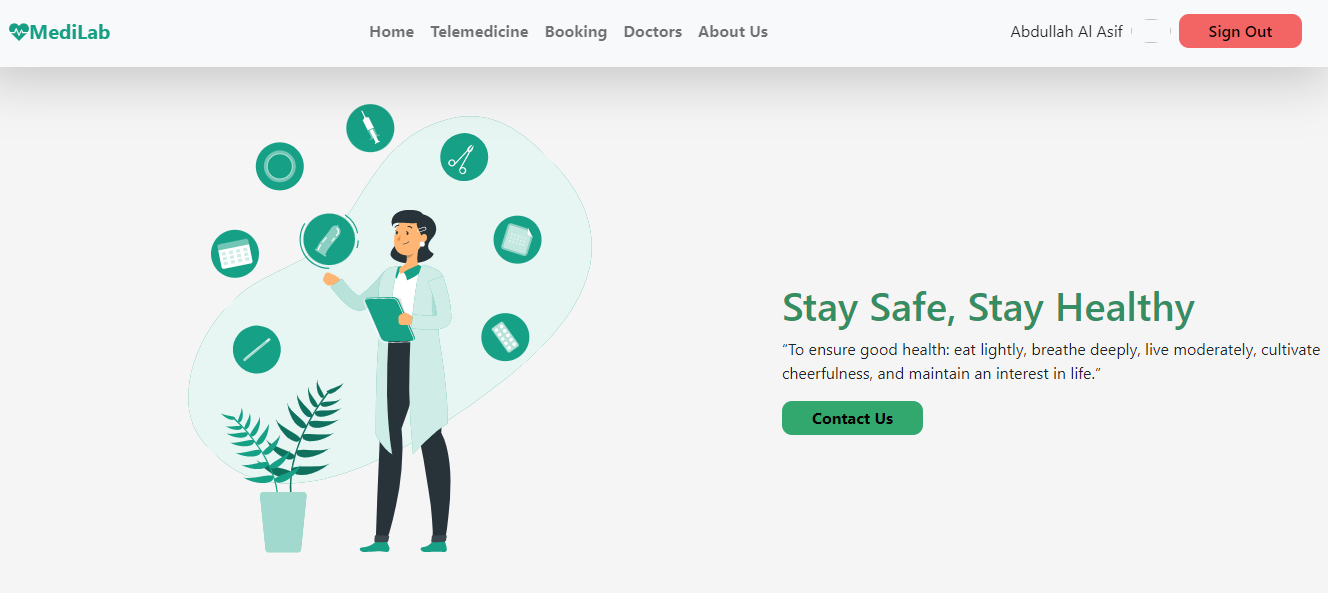 MediLab
Home Telemedicine Booking Doctors About Us
Abdullah Al Asif
Sign Out
Stay Safe, Stay Healthy
“To ensure good health: eat lightly, breathe deeply, live moderately, cultivate
cheerfulness, and maintain an interest in life.”
Contact Us